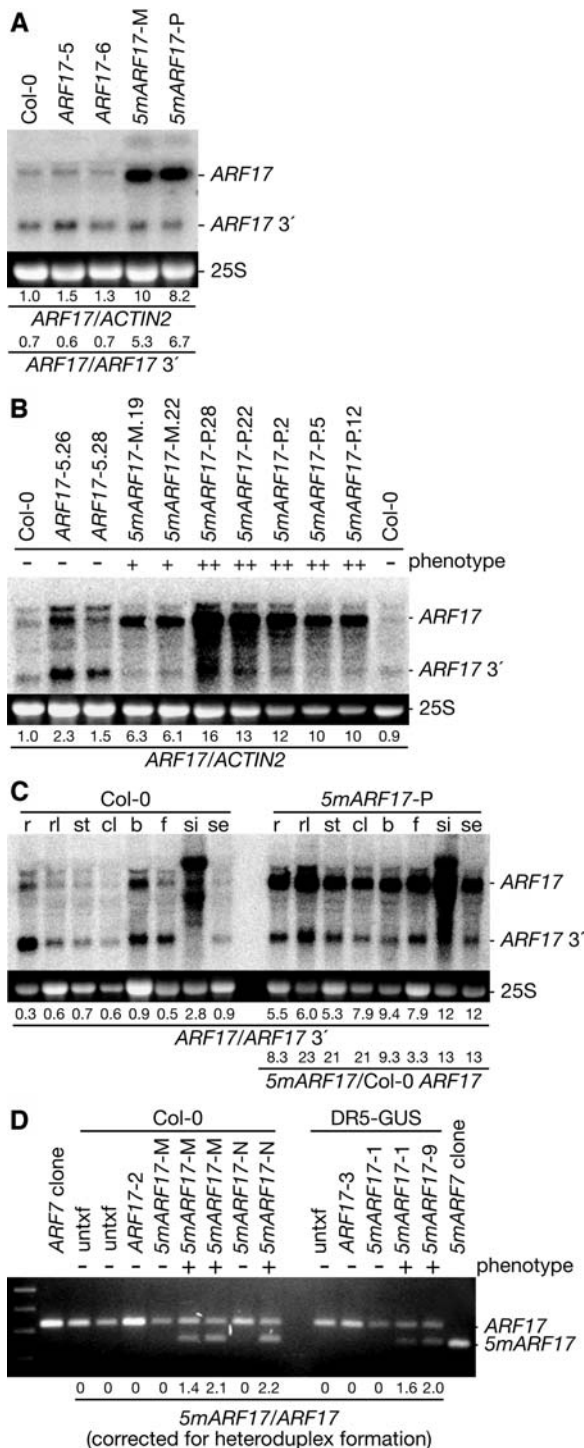 A
Col-0 ARF17-5 ARF17-6 5mARF17-M 5mARF17-P
- ARF17
- ARF17 3´
- 25S
1.0 1.5 1.3 10 8.2
ARF17/ACTIN2
0.7 0.6 0.7 5.3 6.7
ARF17/ARF17 3´
B
Col-0 ARF17-5.26 ARF17-5.28 5mARF17-M.19 5mARF17-M.22 5mARF17-P.28 5mARF17-P.22 5mARF17-P.2 5mARF17-P.5 5mARF17-P.12 Col-0
– – – + + ++ ++ ++ ++ ++ – phenotype
- ARF17
- ARF17 3´
- 25S
1.0 2.3 1.5 6.3 6.1 16 13 12 10 10 0.9
ARF17/ACTIN2
C
Col-0 5mARF17-P
r rl st cl b f si se r rl st cl b f si se
- ARF17
- ARF17 3´
- 25S
0.3 0.6 0.7 0.6 0.9 0.5 2.8 0.9 5.5 6.0 5.3 7.9 9.4 7.9 12 12
ARF17/ARF17 3´
8.3 23 21 21 9.3 3.3 13 13
5mARF17/Col-0 ARF17
D
Col-0 DR5-GUS
ARF7 clone untxf untxf ARF17-2 5mARF17-M 5mARF17-M 5mARF17-M 5mARF17-N 5mARF17-N untxf ARF17-3 5mARF17-1 5mARF17-1 5mARF17-9 5mARF7 clone
– – – – + + – + – – – + + phenotype
- ARF17
- 5mARF17
0 0 0 0 1.4 2.1 0 2.2 0 0 0 1.6 2.0
5mARF17/ARF17
(corrected for heteroduplex formation)